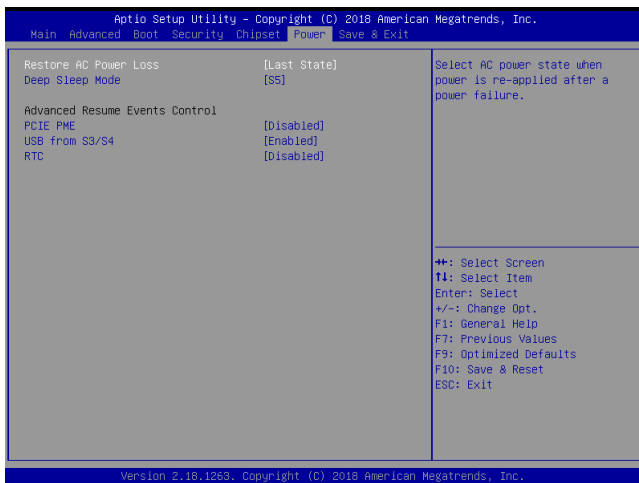 Aptio Setup Utility – Copyright (C) 2018 American Megatrends, Inc.
Main Advanced Boot Security Chipset Power Save & Exit
Restore AC Power Loss [Last State]
Deep Sleep Mode [S5]
Advanced Resume Events Control
PCIE PME [Disabled]
USB from S3/S4 [Enabled]
RTC [Disabled]
Select AC power state when
power is re-applied after a
power failure.
→←: Select Screen
↑↓: Select Item
Enter: Select
+/-: Change Opt.
F1: General Help
F7: Previous Values
F9: Optimized Defaults
F10: Save & Reset
ESC: Exit
Version 2.18.1263. Copyright (C) 2018 American Megatrends, Inc.